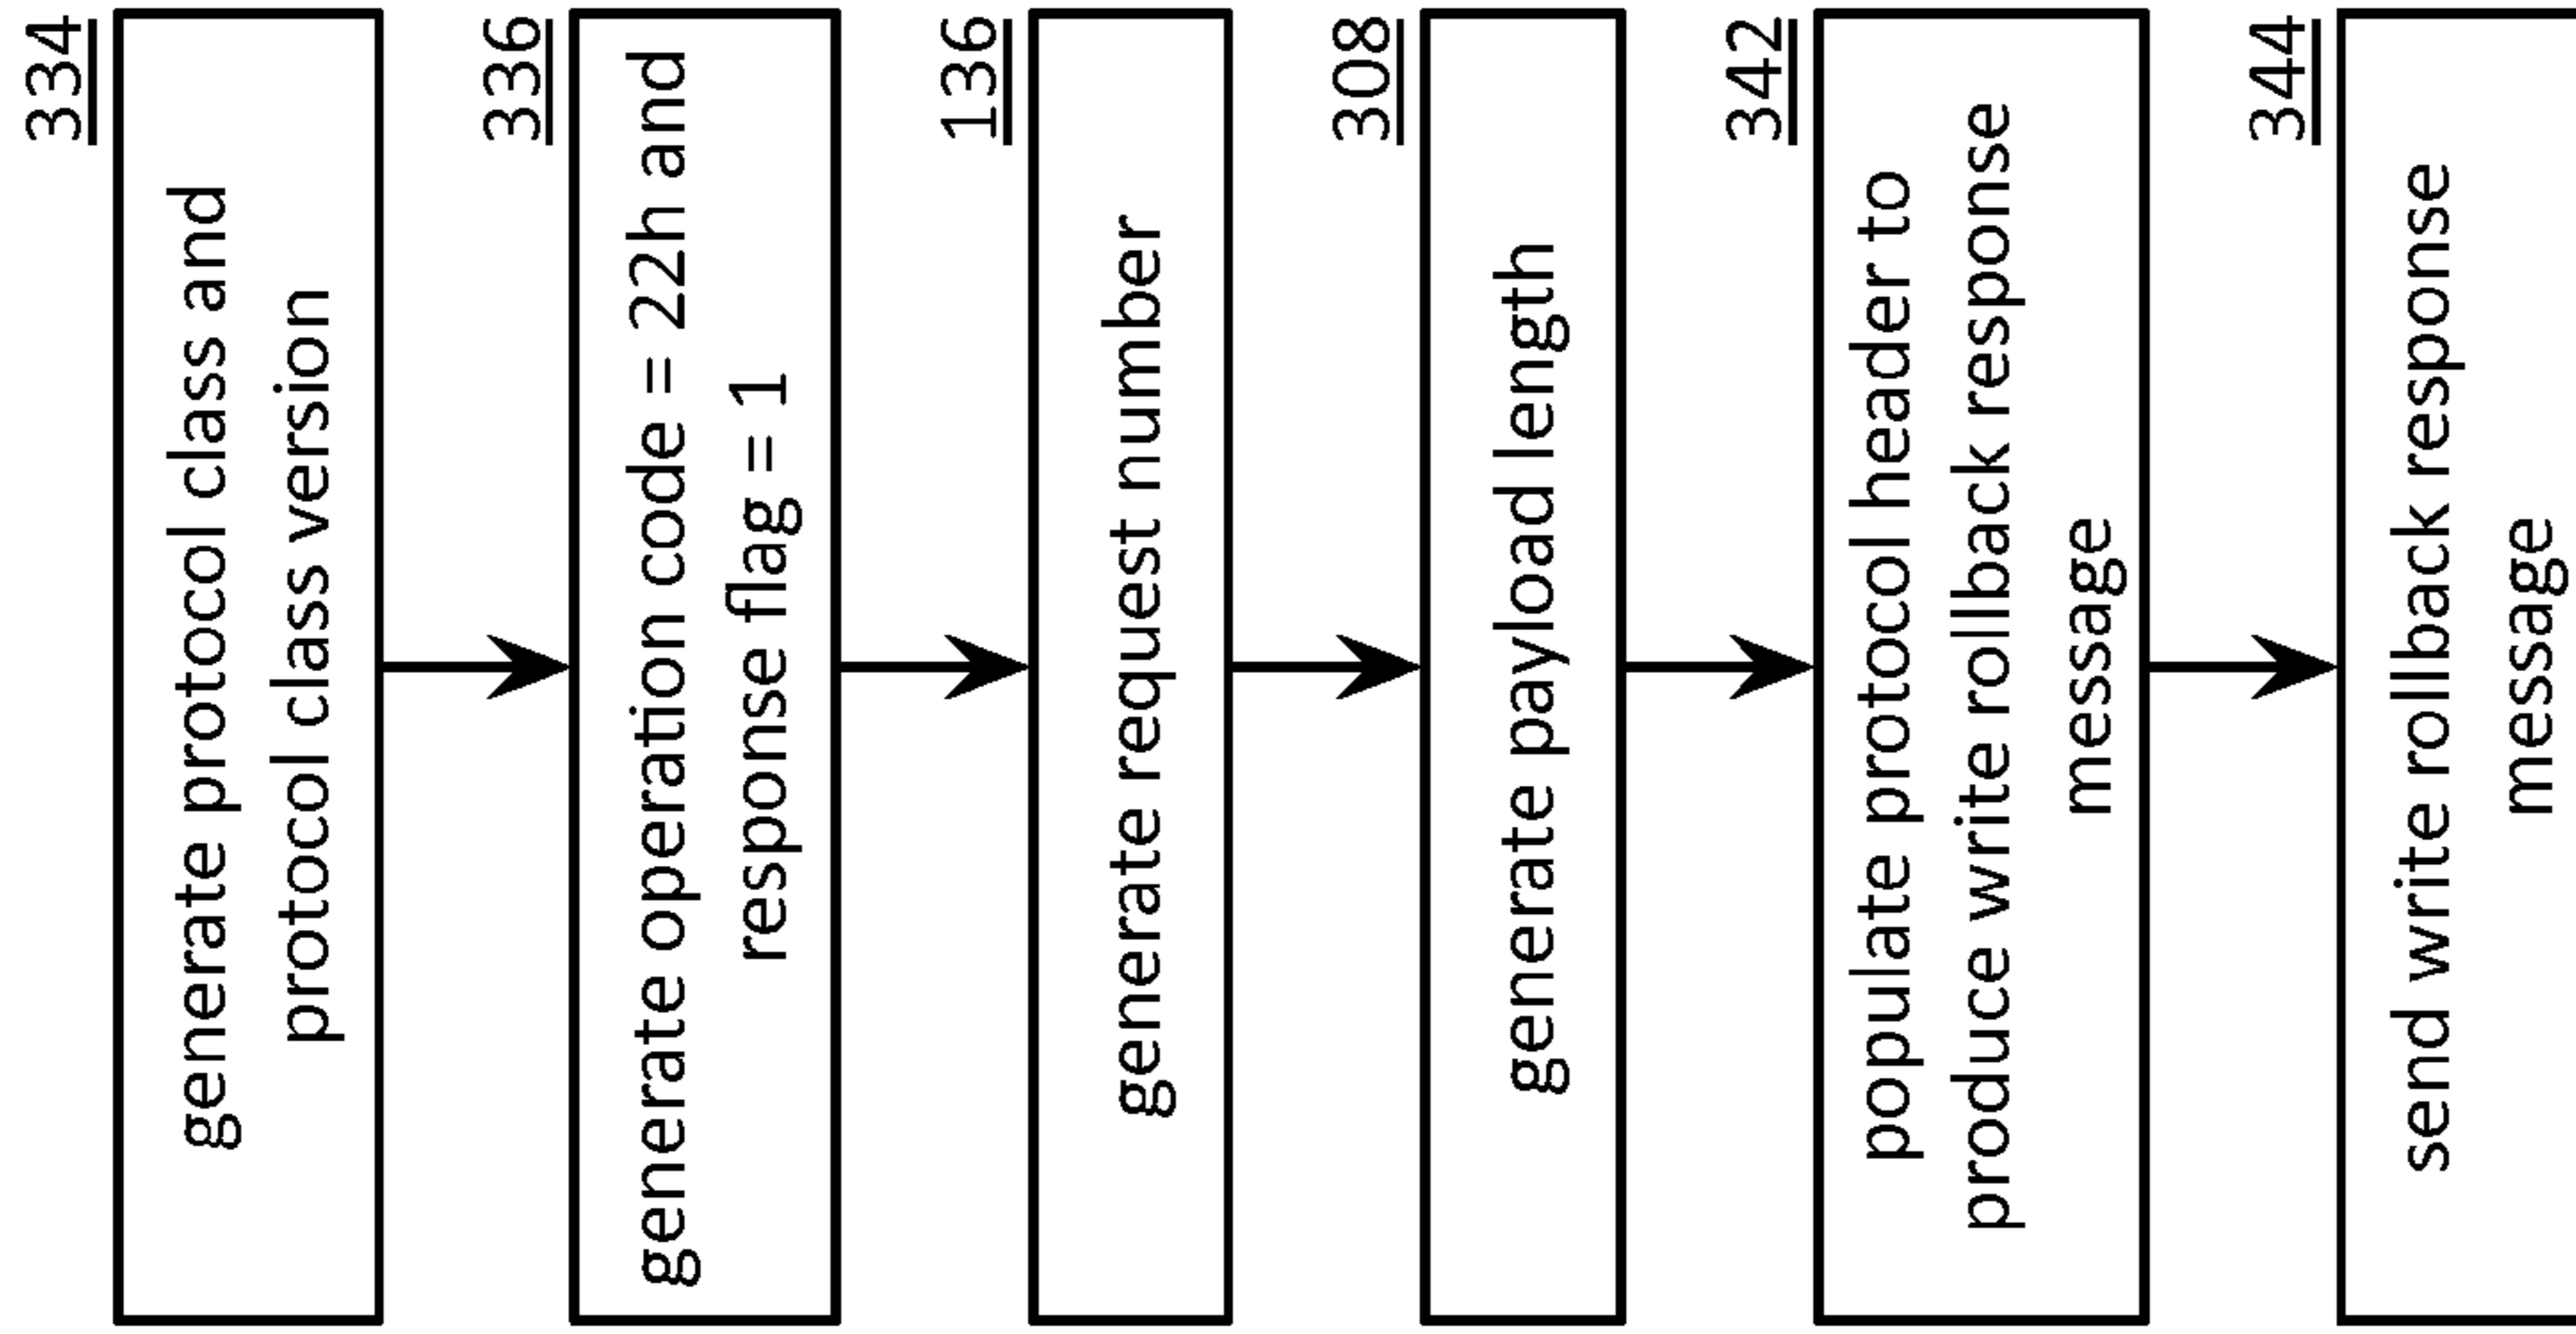 334
generate protocol class and
protocol class version
336
generate operation code = 22h and
response flag = 1
136
generate request number
308
generate payload length
342
populate protocol header to
produce write rollback response
message
344
send write rollback response
message